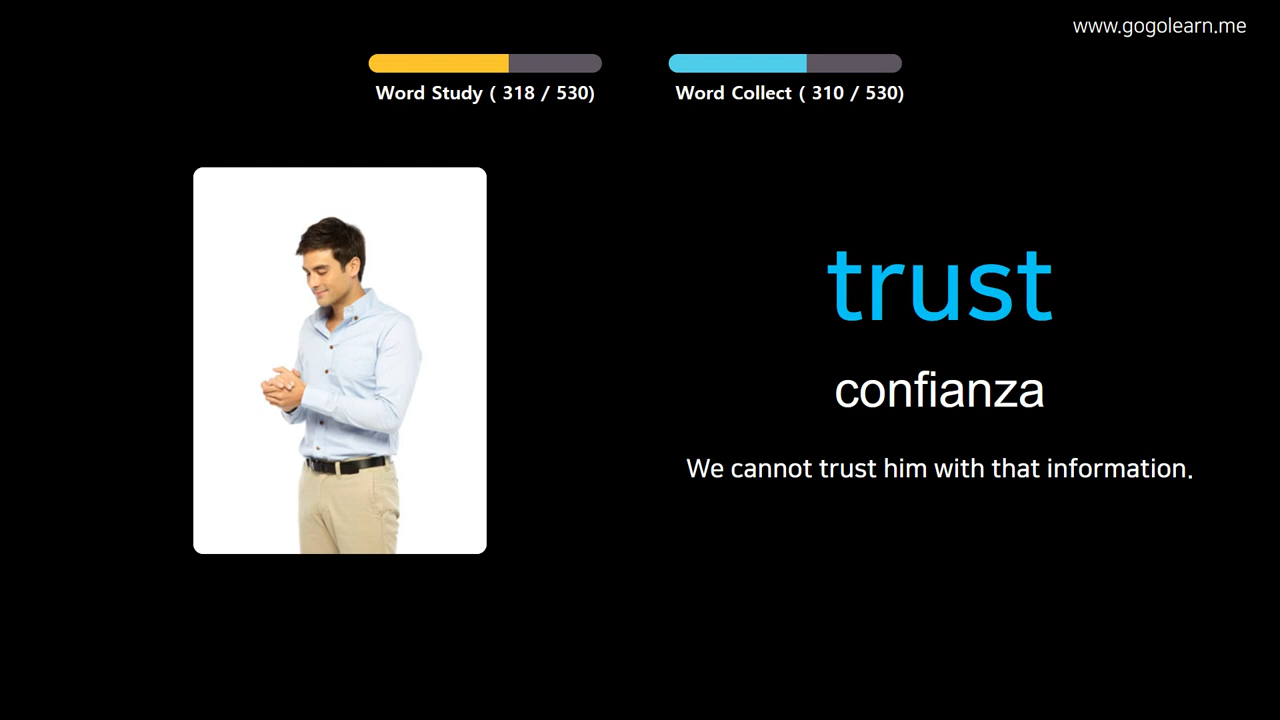 www.gogolearn.me
Word Study ( 318 / 530)
Word Collect ( 310 / 530)
trust
confianza
We cannot trust him with that information.